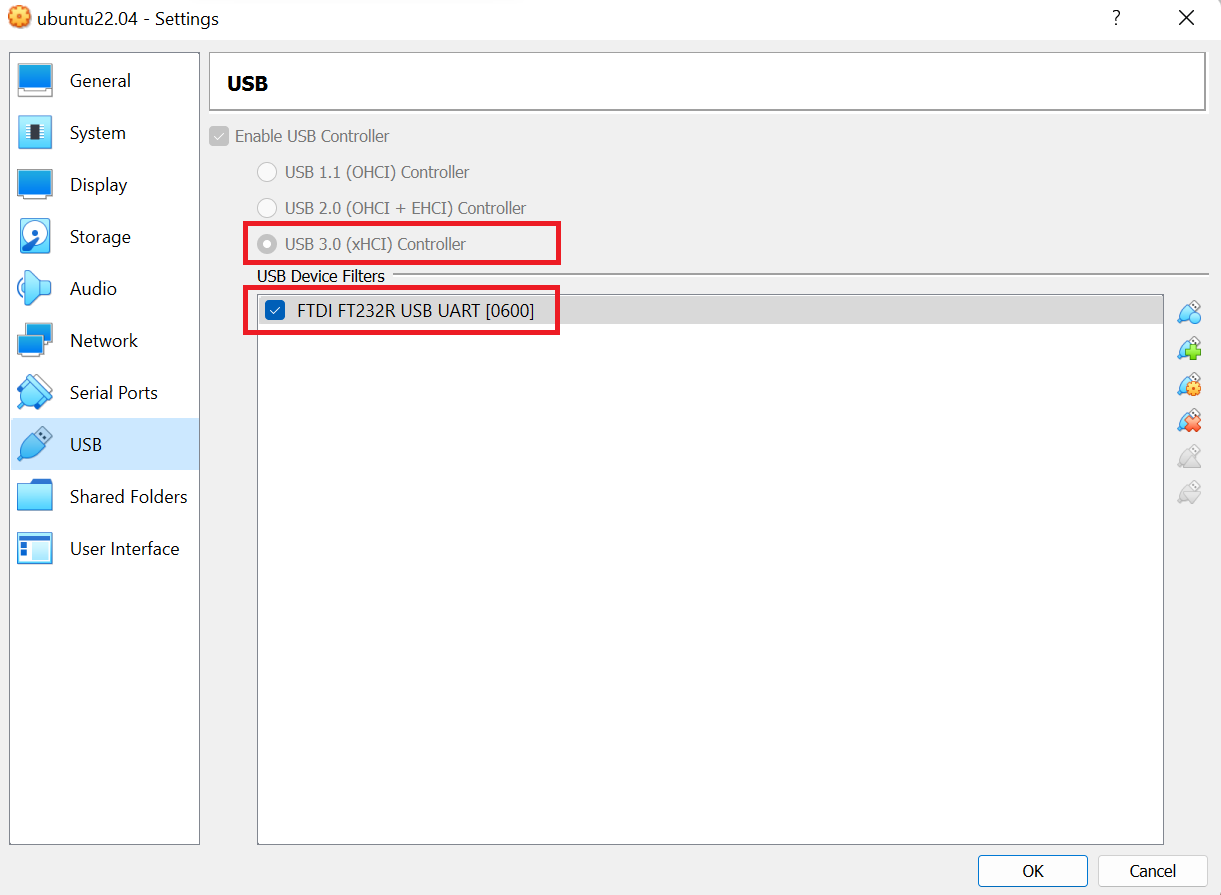 ubuntu22.04 - Settings
?
General
System
Display
Storage
Audio
Network
Serial Ports
USB
Shared Folders
User Interface
USB
Enable USB Controller
USB 1.1 (OHCI) Controller
USB 2.0 (OHCI + EHCI) Controller
USB 3.0 (xHCI) Controller
USB Device Filters
FTDI FT232R USB UART [0600]
OK
Cancel